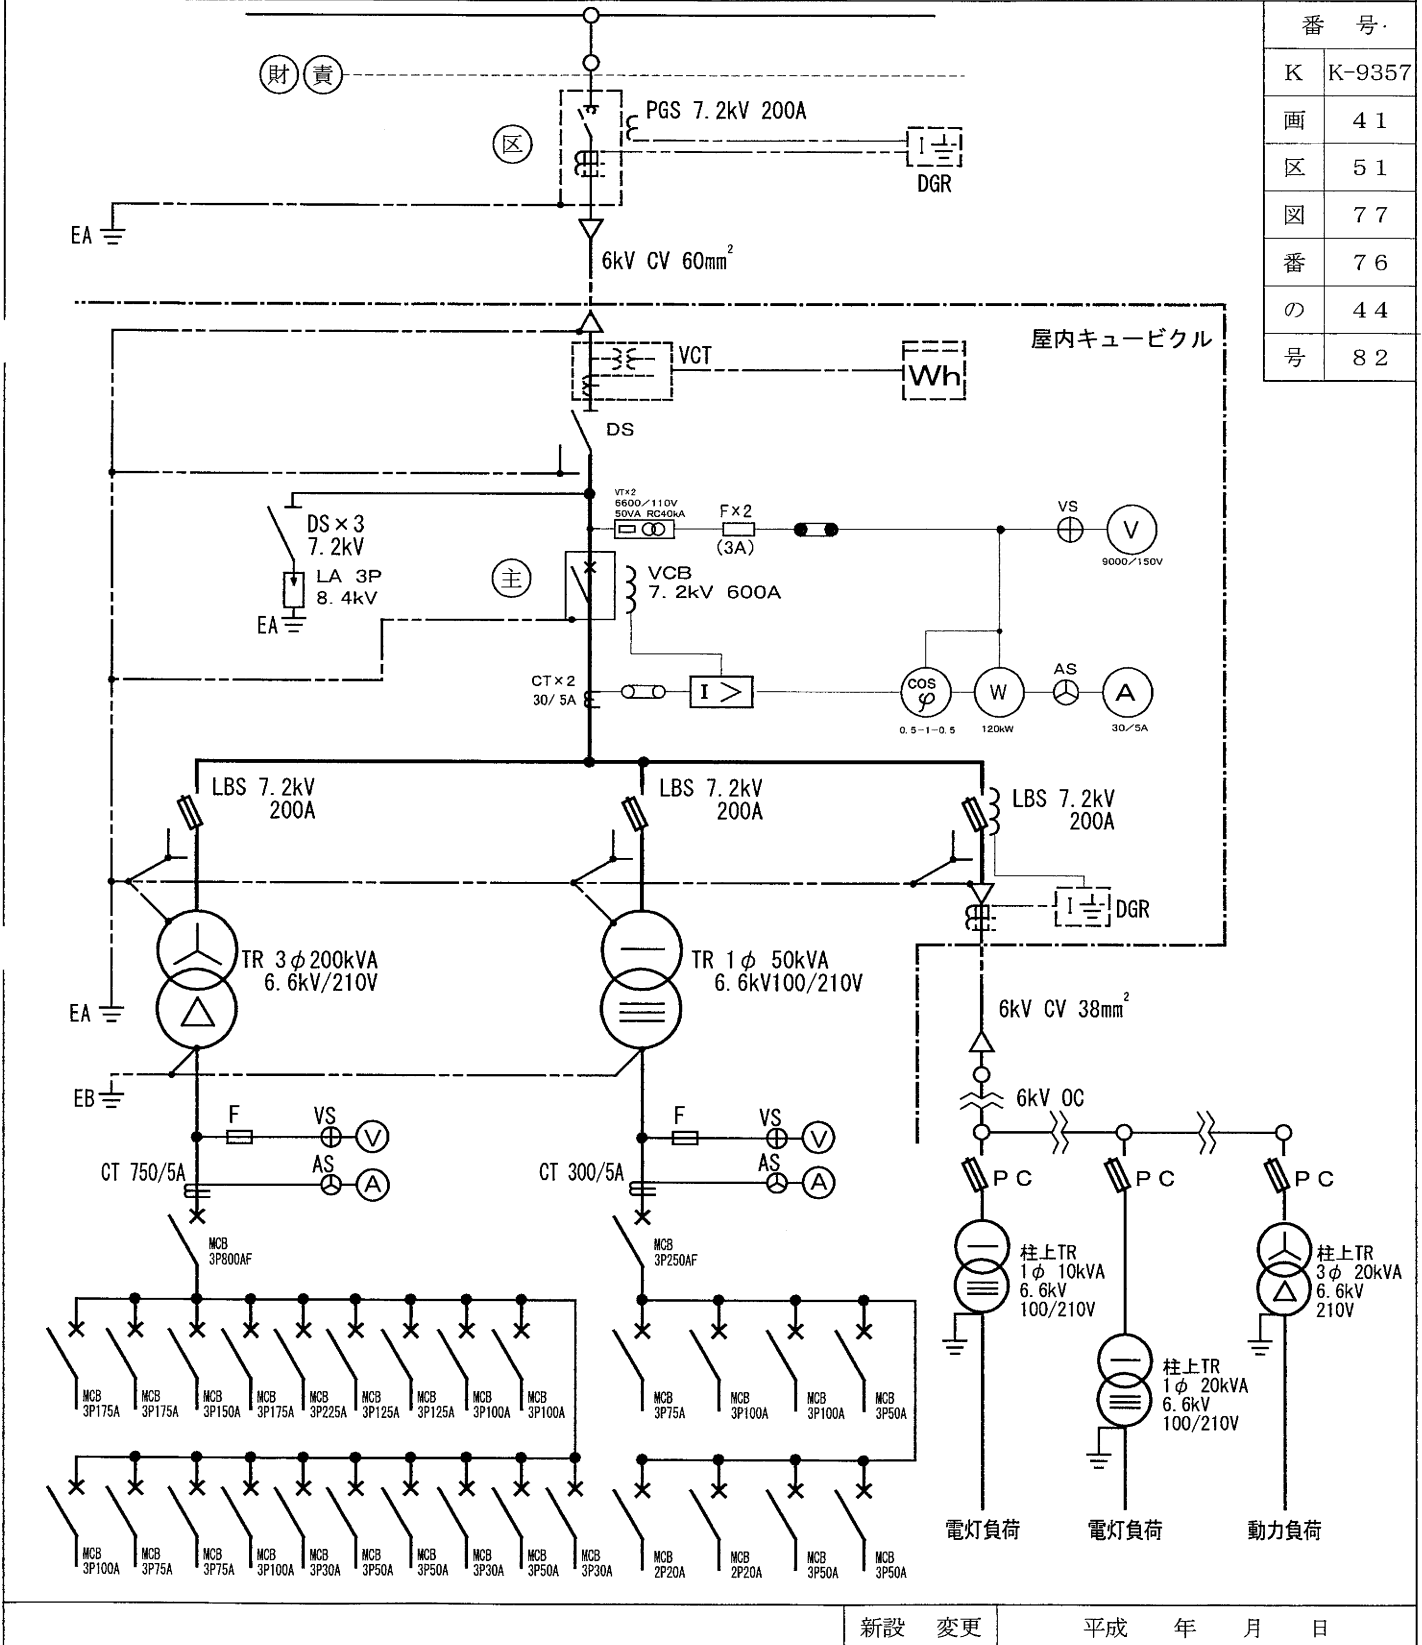 番 号
K K-9357
画 41
区 51
図 77
番 76
の 44
号 82
財 責
区
PGS 7.2kV 200A
I
DGR
EA
6kV CV 60mm²
屋内キュービクル
VCT
Wh
DS
VT×2
6600/110V
50VA RC40kA
F×2
(3A)
VS
V
9000/150V
DS×3
7.2kV
LA 3P
8.4kV
EA
主
VCB
7.2kV 600A
CT×2
30/5A
I >
COS
φ
0.5-1-0.5
W
120kW
AS
A
30/5A
LBS 7.2kV
200A
LBS 7.2kV
200A
LBS 7.2kV
200A
I
DGR
TR 3φ200kVA
6.6kV/210V
TR 1φ 50kVA
6.6kV100/210V
EA
6kV CV 38mm²
EB
6kV OC
F VS V
AS A
CT 750/5A
F VS V
AS A
CT 300/5A
PC
PC
PC
MCB
3P800AF
MCB
3P250AF
柱上TR
1φ 10kVA
6.6kV
100/210V
柱上TR
1φ 20kVA
6.6kV
100/210V
柱上TR
3φ 20kVA
6.6kV
210V
MCB MCB MCB MCB MCB MCB MCB MCB MCB
3P175A 3P175A 3P150A 3P175A 3P225A 3P125A 3P125A 3P100A 3P100A
MCB MCB MCB MCB
3P75A 3P100A 3P100A 3P50A
MCB MCB MCB MCB MCB MCB MCB MCB MCB MCB
3P100A 3P75A 3P75A 3P100A 3P30A 3P50A 3P50A 3P30A 3P50A 3P30A
MCB MCB MCB MCB
2P20A 2P20A 3P50A 3P50A
電灯負荷
電灯負荷
動力負荷
新設 変更 平成 年 月 日